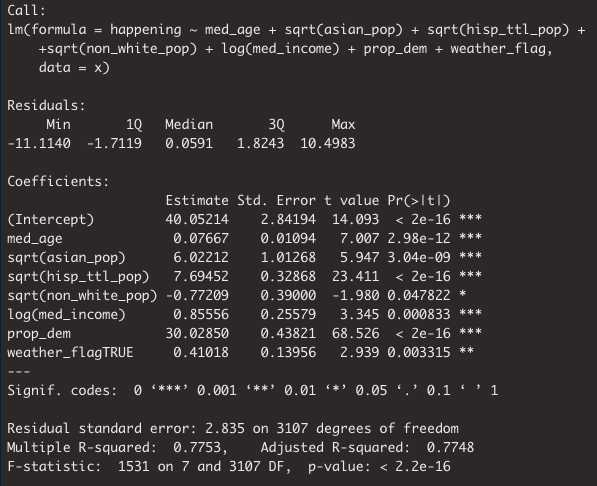 Call:
lm(formula = happening ~ med_age + sqrt(asian_pop) + sqrt(hisp_ttl_pop) +
    +sqrt(non_white_pop) + log(med_income) + prop_dem + weather_flag,
    data = x)

Residuals:
     Min       1Q   Median       3Q      Max
-11.1140  -1.7119   0.0591   1.8243  10.4983

Coefficients:
                    Estimate Std. Error t value Pr(>|t|)
(Intercept)         40.05214    2.84194  14.093  < 2e-16 ***
med_age              0.07667    0.01094   7.007 2.98e-12 ***
sqrt(asian_pop)      6.02212    1.01268   5.947 3.04e-09 ***
sqrt(hisp_ttl_pop)   7.69452    0.32868  23.411  < 2e-16 ***
sqrt(non_white_pop) -0.77209    0.39000  -1.980 0.047822 *
log(med_income)      0.85556    0.25579   3.345 0.000833 ***
prop_dem            30.02850    0.43821  68.526  < 2e-16 ***
weather_flagTRUE     0.41018    0.13956   2.939 0.003315 **
---
Signif. codes:  0 ‘***’ 0.001 ‘**’ 0.01 ‘*’ 0.05 ‘.’ 0.1 ‘ ’ 1

Residual standard error: 2.835 on 3107 degrees of freedom
Multiple R-squared:  0.7753,    Adjusted R-squared:  0.7748
F-statistic:  1531 on 7 and 3107 DF,  p-value: < 2.2e-16